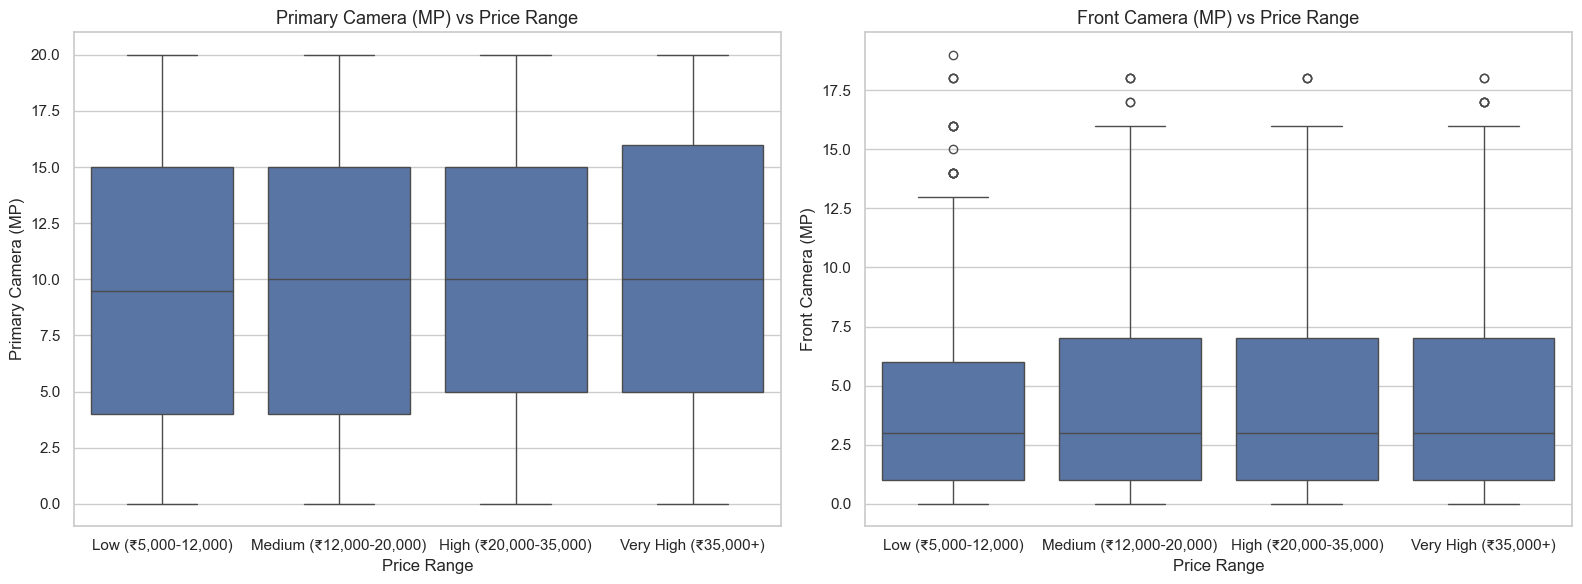 Primary Camera (MP) vs Price Range
20.0
17.5
15.0
12.5
10.0
7.5
5.0
2.5
0.0
Primary Camera (MP)
Low (₹5,000-12,000) Medium (₹12,000-20,000) High (₹20,000-35,000) Very High (₹35,000+)
Price Range
Front Camera (MP) vs Price Range
17.5
15.0
12.5
10.0
7.5
5.0
2.5
0.0
Front Camera (MP)
Low (₹5,000-12,000) Medium (₹12,000-20,000) High (₹20,000-35,000) Very High (₹35,000+)
Price Range